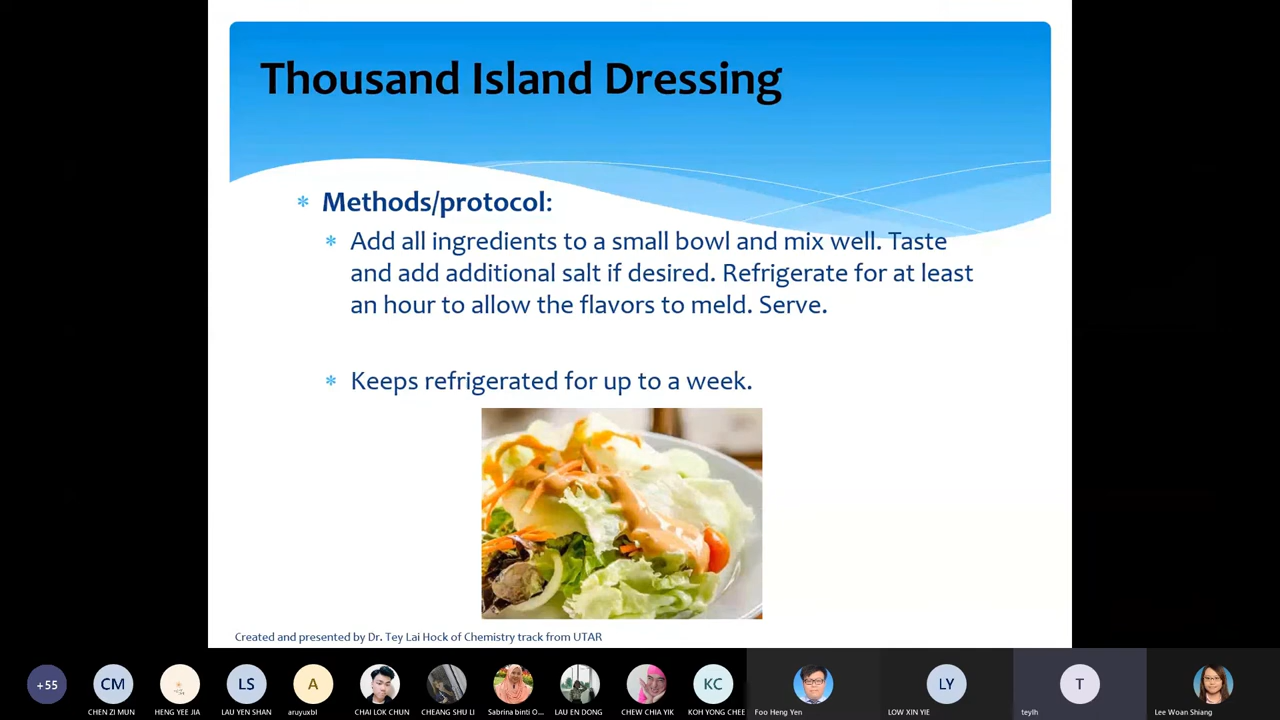 Thousand Island Dressing
* Methods/protocol:
* Add all ingredients to a small bowl and mix well. Taste
and add additional salt if desired. Refrigerate for at least
an hour to allow the flavors to meld. Serve.
* Keeps refrigerated for up to a week.
Created and presented by Dr. Tey Lai Hock of Chemistry track from UTAR
+55 CM LS A KC LY T
CHEN ZI MUN HENG YEE JIA LAU YEN SHAN aruyuxbl CHAI LOK CHUN CHEANG SHU LI Sabrina binti O... LAU EN DONG CHEW CHIA YIK KOH YONG CHEE Foo Heng Yen LOW XIN YIE teylh Lee Woan Shiang